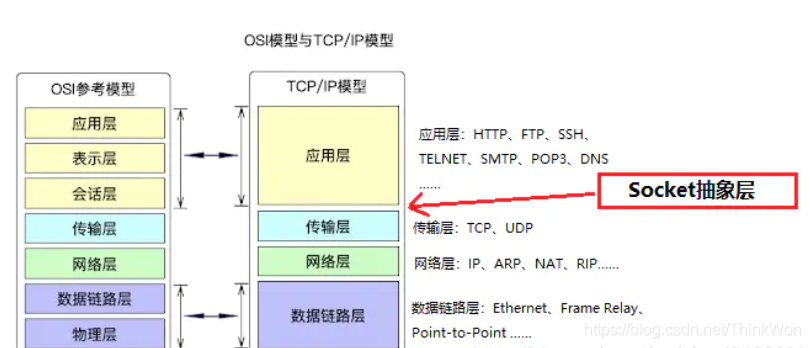 OSI模型与TCP/IP模型
OSI参考模型
应用层
表示层
会话层
传输层
网络层
数据链路层
物理层
TCP/IP模型
应用层
传输层
网络层
数据链路层
应用层：HTTP、FTP、SSH、
TELNET、SMTP、POP3、DNS
......
Socket抽象层
传输层：TCP、UDP
网络层：IP、ARP、NAT、RIP......
数据链路层：Ethernet、Frame Relay、
Point-to-Point ......
https://blog.csdn.net/ThinkWon